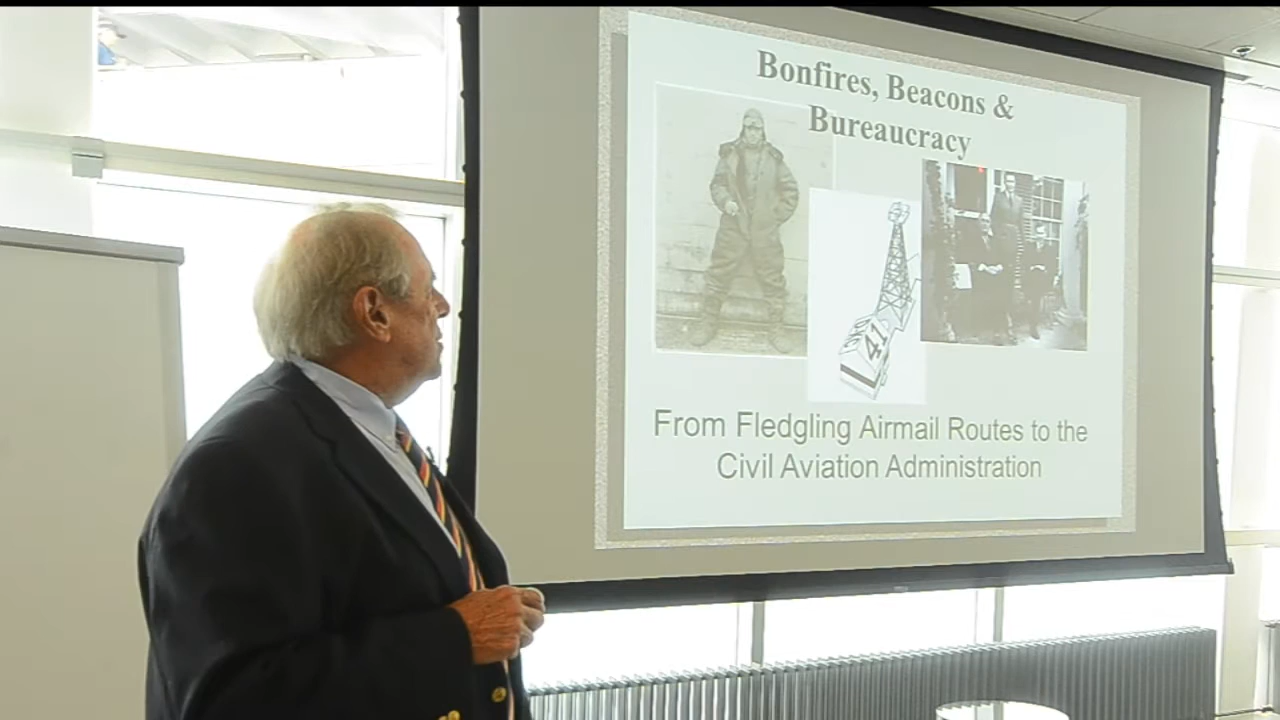 Bonfires, Beacons &
Bureaucracy
41
From Fledgling Airmail Routes to the
Civil Aviation Administration